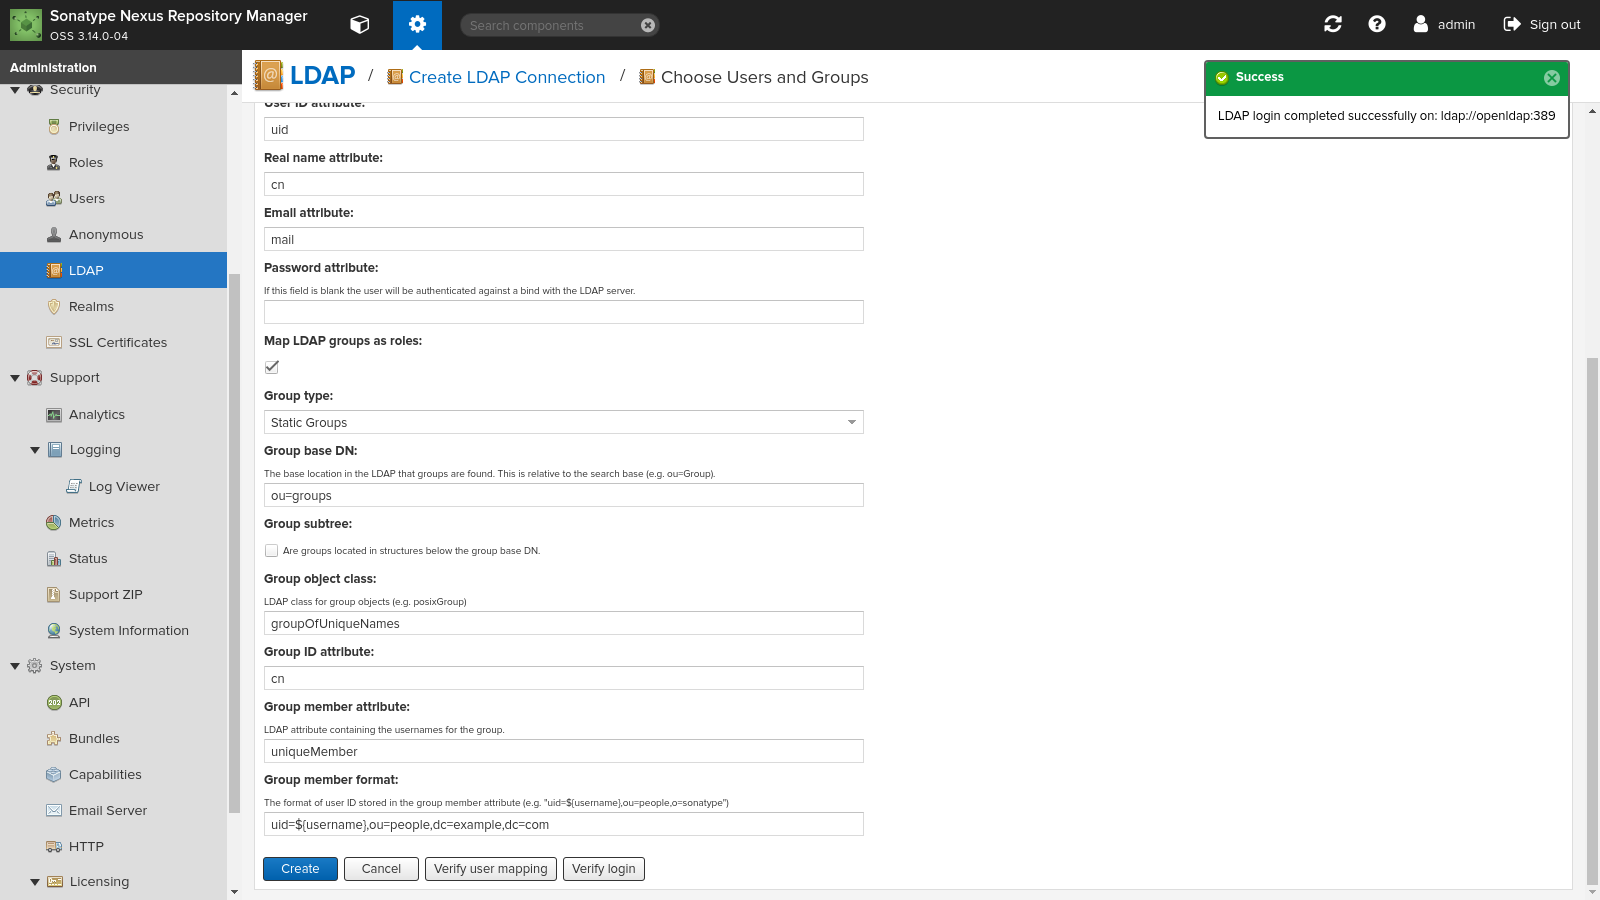 Sonatype Nexus Repository Manager
OSS 3.14.0-04
Search components
admin
Sign out
Administration
Security
Privileges
Roles
Users
Anonymous
LDAP
Realms
SSL Certificates
Support
Analytics
Logging
Log Viewer
Metrics
Status
Support ZIP
System Information
System
API
Bundles
Capabilities
Email Server
HTTP
Licensing
LDAP / Create LDAP Connection / Choose Users and Groups
Success
LDAP login completed successfully on: ldap://openldap:389
User ID attribute:
uid
Real name attribute:
cn
Email attribute:
mail
Password attribute:
If this field is blank the user will be authenticated against a bind with the LDAP server.
Map LDAP groups as roles:
Group type:
Static Groups
Group base DN:
The base location in the LDAP that groups are found. This is relative to the search base (e.g. ou=Group).
ou=groups
Group subtree:
Are groups located in structures below the group base DN.
Group object class:
LDAP class for group objects (e.g. posixGroup)
groupOfUniqueNames
Group ID attribute:
cn
Group member attribute:
LDAP attribute containing the usernames for the group.
uniqueMember
Group member format:
The format of user ID stored in the group member attribute (e.g. "uid=${username},ou=people,o=sonatype")
uid=${username},ou=people,dc=example,dc=com
Create
Cancel
Verify user mapping
Verify login